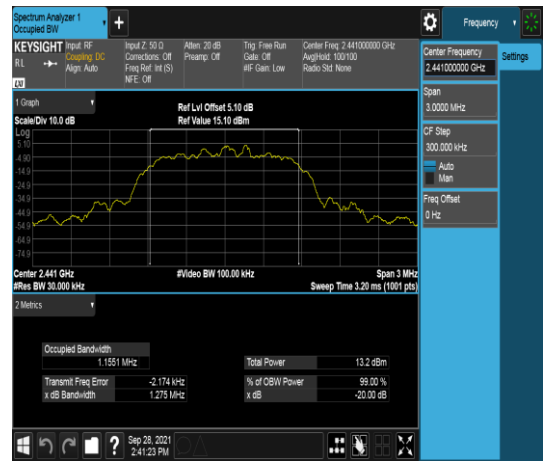 Spectrum Analyzer 1
Occupied BW
Frequency
KEYSIGHT
RL
LXI
Input: RF
Coupling: DC
Align: Auto
Input Z: 50 Ω
Corrections: Off
Freq Ref: Int (S)
NFE: Off
Atten: 20 dB
Preamp: Off
Trig: Free Run
Gate: Off
#IF Gain: Low
Center Freq: 2.441000000 GHz
Avg|Hold: 100/100
Radio Std: None
Center Frequency
2.441000000 GHz
Settings
Span
3.0000 MHz
CF Step
300.000 kHz
Auto
Man
Freq Offset
0 Hz
1 Graph
Scale/Div 10.0 dB
Ref Lvl Offset 5.10 dB
Ref Value 15.10 dBm
Log
5.10
-4.90
-14.9
-24.9
-34.9
-44.9
-54.9
-64.9
-74.9
Center 2.441 GHz
#Video BW 100.00 kHz
Span 3 MHz
#Res BW 30.000 kHz
Sweep Time 3.20 ms (1001 pts)
2 Metrics
Occupied Bandwidth
1.1551 MHz
Total Power 13.2 dBm
Transmit Freq Error -2.174 kHz
% of OBW Power 99.00 %
x dB Bandwidth 1.275 MHz
x dB -20.00 dB
?
Sep 28, 2021
2:41:23 PM